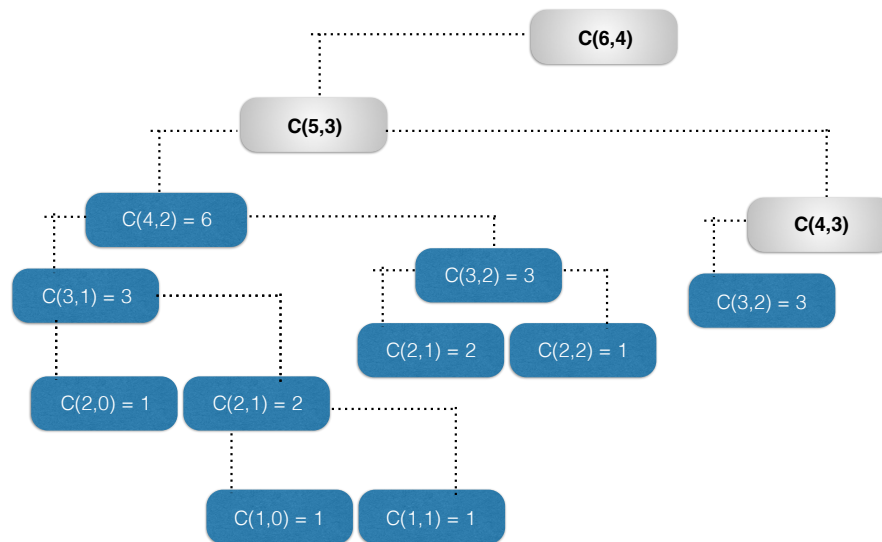 C(6,4)
C(5,3)
C(4,2) = 6
C(4,3)
C(3,1) = 3
C(3,2) = 3
C(3,2) = 3
C(2,1) = 2
C(2,2) = 1
C(2,0) = 1
C(2,1) = 2
C(1,0) = 1
C(1,1) = 1